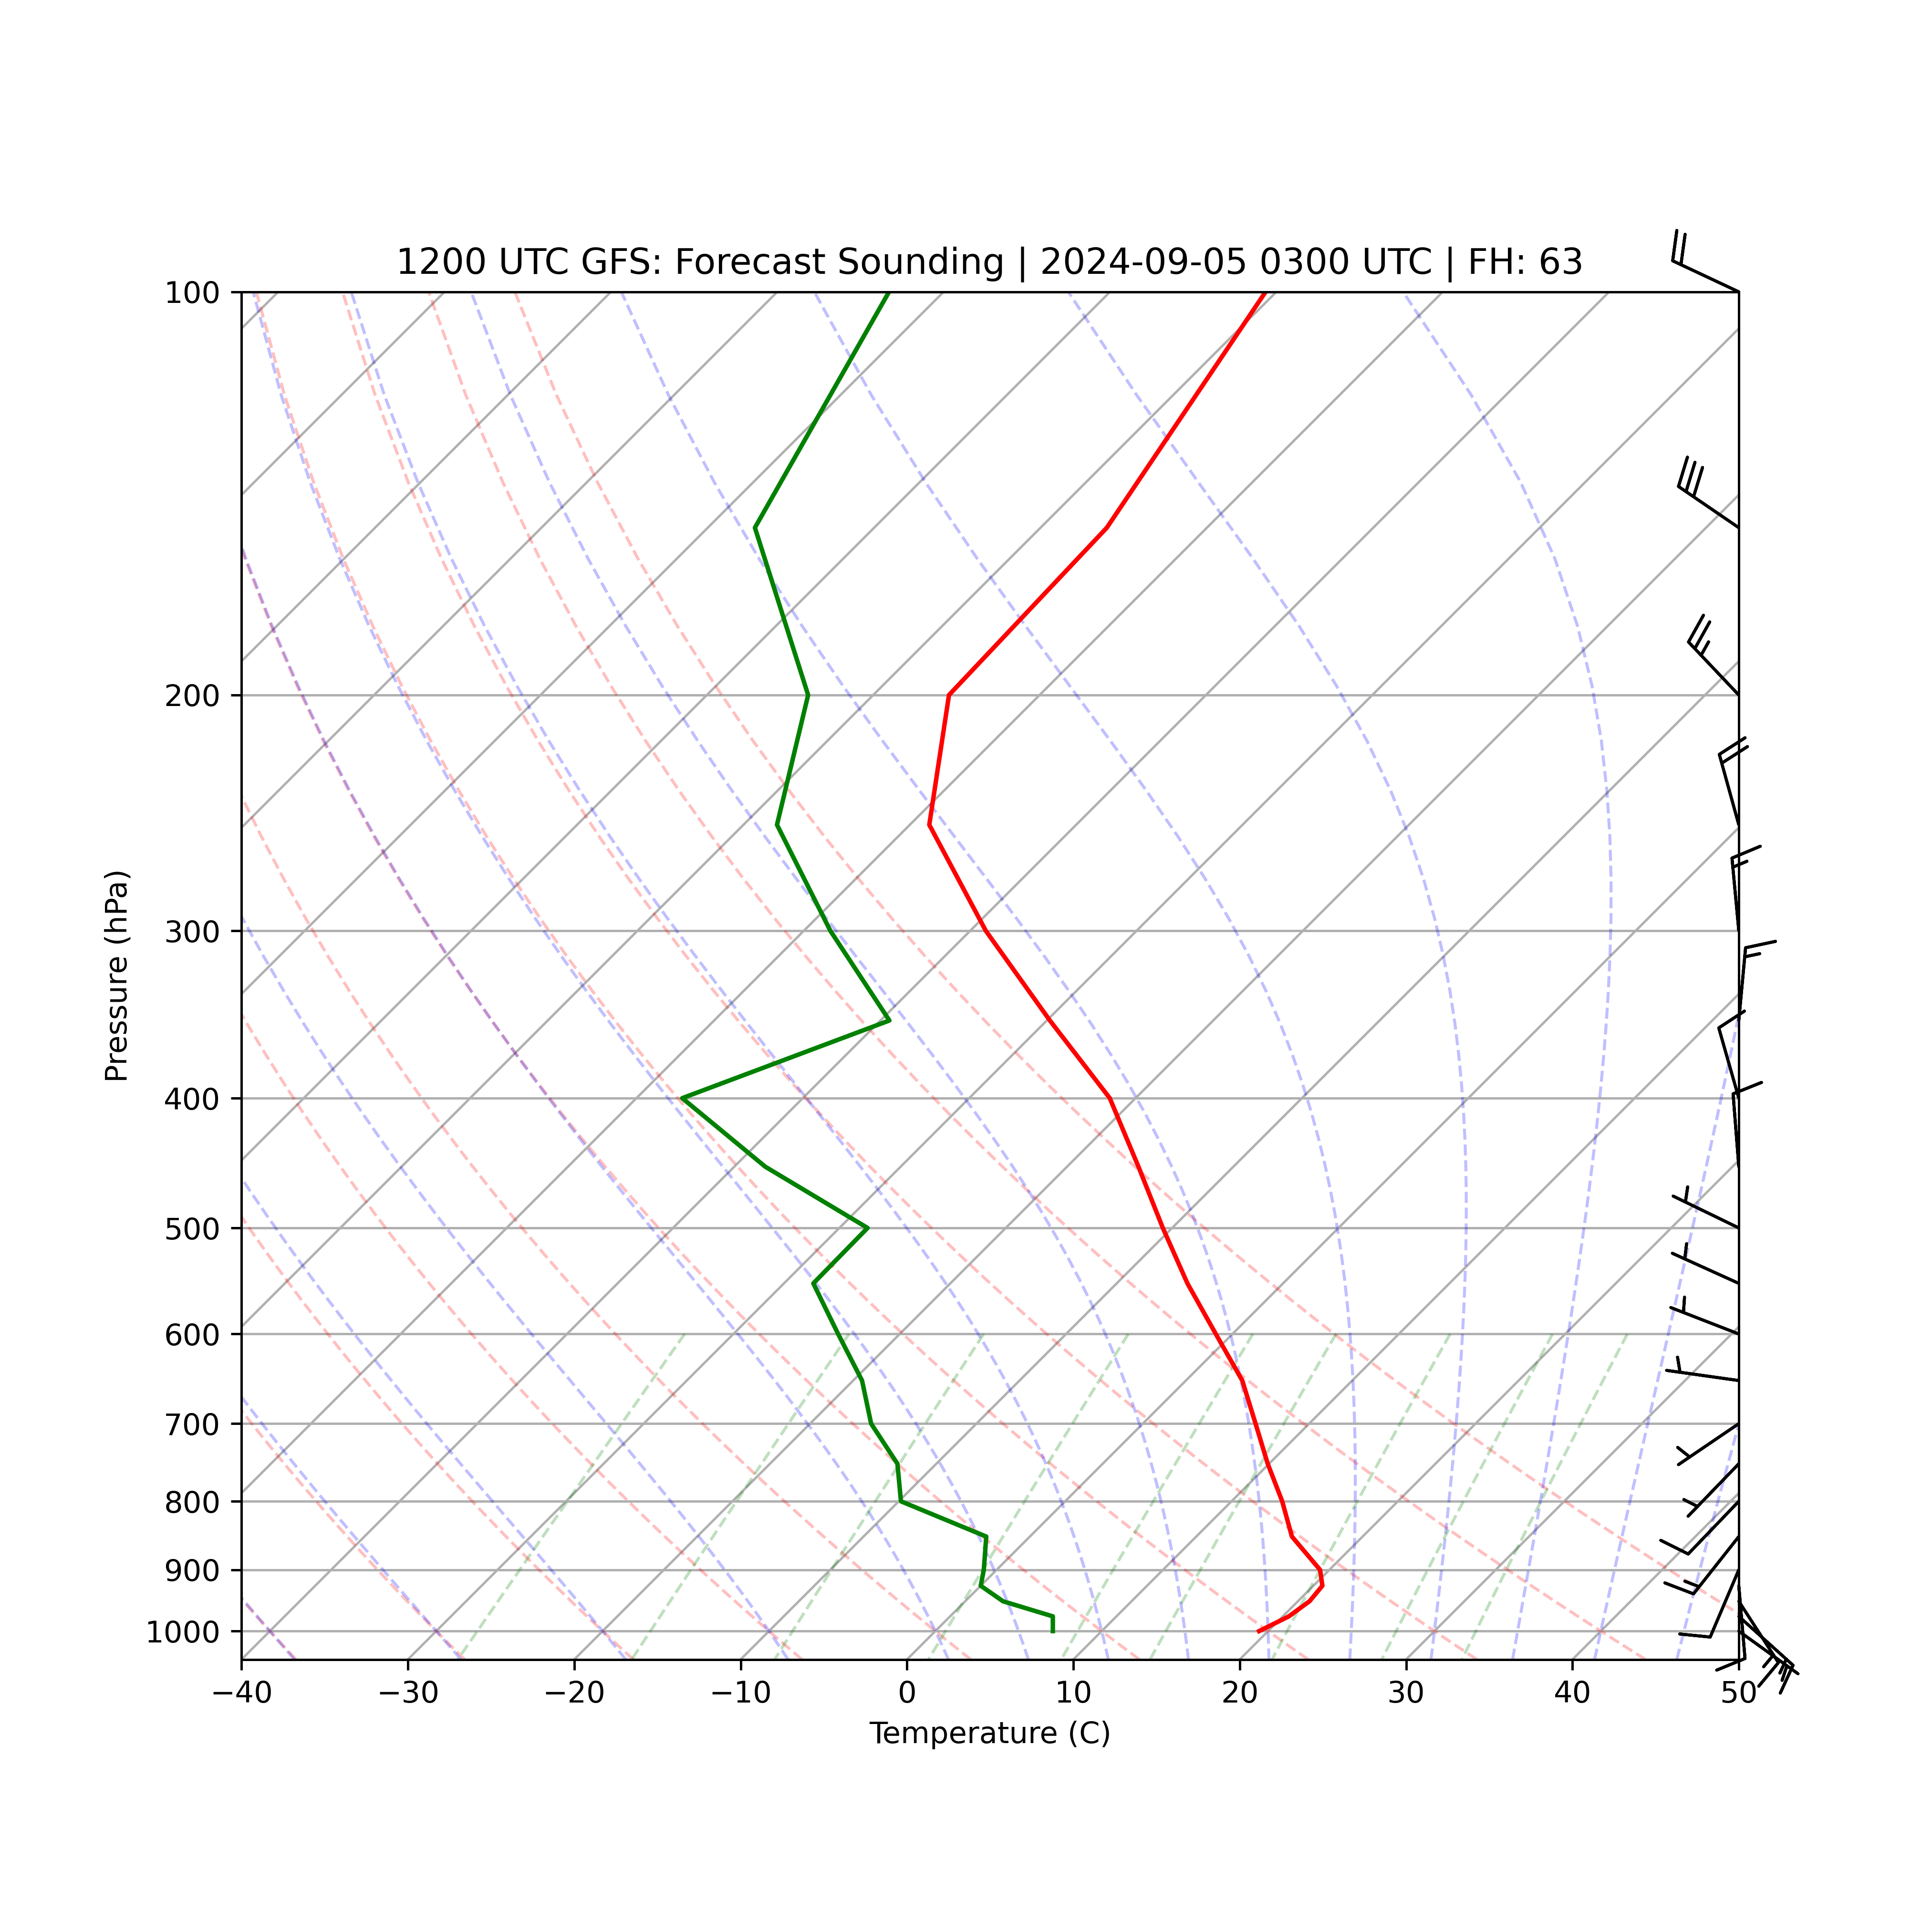 1200 UTC GFS: Forecast Sounding | 2024-09-05 0300 UTC | FH: 63
100
200
300
400
500
600
700
800
900
1000
Pressure (hPa)
−40 −30 −20 −10 0 10 20 30 40 50
Temperature (C)